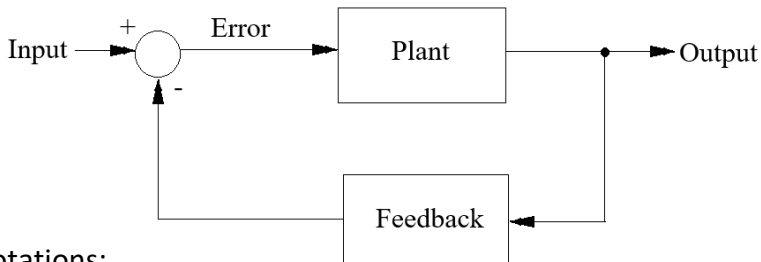 +
Error
Input
Plant
Output
-
Feedback